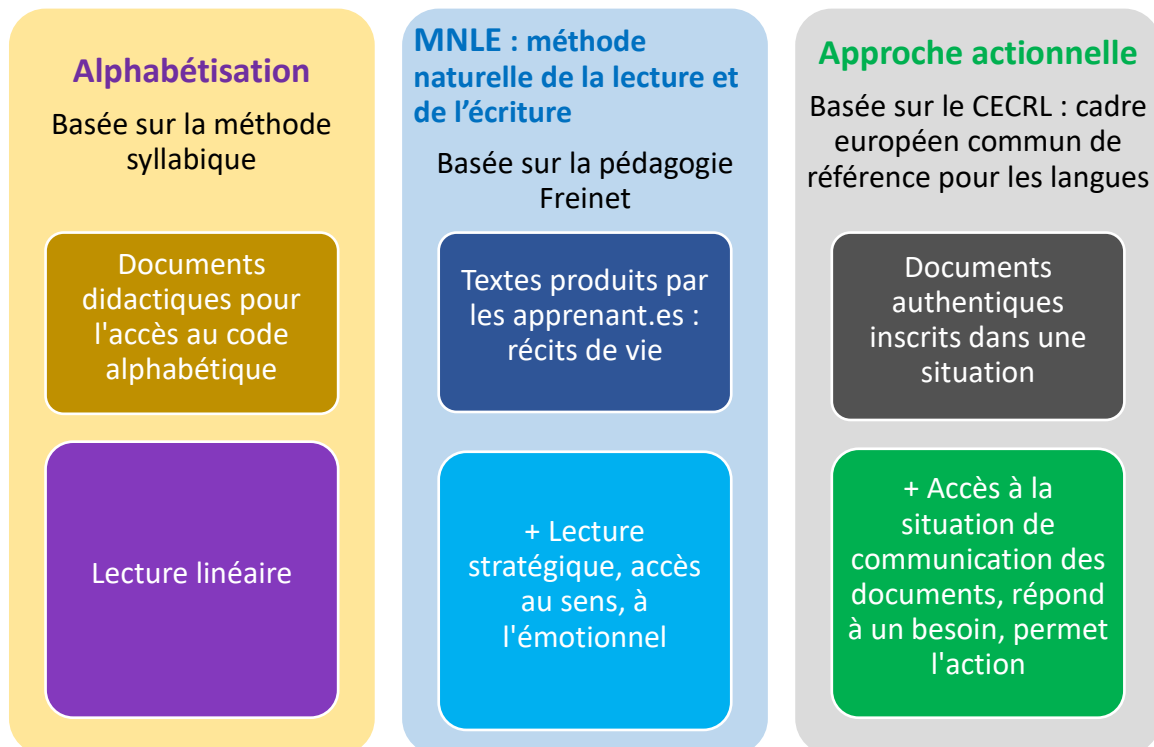 Alphabétisation
Basée sur la méthode
syllabique
Documents
didactiques pour
l'accès au code
alphabétique
Lecture linéaire
MNLE : méthode
naturelle de la lecture et
de l’écriture
Basée sur la pédagogie
Freinet
Textes produits par
les apprenant.es :
récits de vie
+ Lecture
stratégique, accès
au sens, à
l'émotionnel
Approche actionnelle
Basée sur le CECRL : cadre
européen commun de
référence pour les langues
Documents
authentiques
inscrits dans une
situation
+ Accès à la
situation de
communication des
documents, répond
à un besoin, permet
l'action